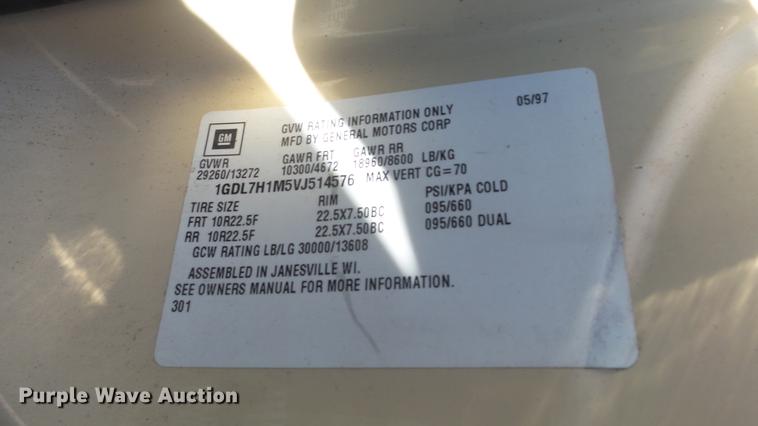 GVW RATING INFORMATION ONLY 05/97
GM MFD BY GENERAL MOTORS CORP
GVWR GAWR FRT GAWR RR
29260/13272 10300/4672 18960/8600 LB/KG
1GDL7H1M5VJ514576 MAX VERT CG=70
TIRE SIZE RIM PSI/KPA COLD
FRT 10R22.5F 22.5X7.50BC 095/660
RR 10R22.5F 22.5X7.50BC 095/660 DUAL
GCW RATING LB/LG 30000/13608
ASSEMBLED IN JANESVILLE WI.
SEE OWNERS MANUAL FOR MORE INFORMATION.
301
Purple Wave Auction